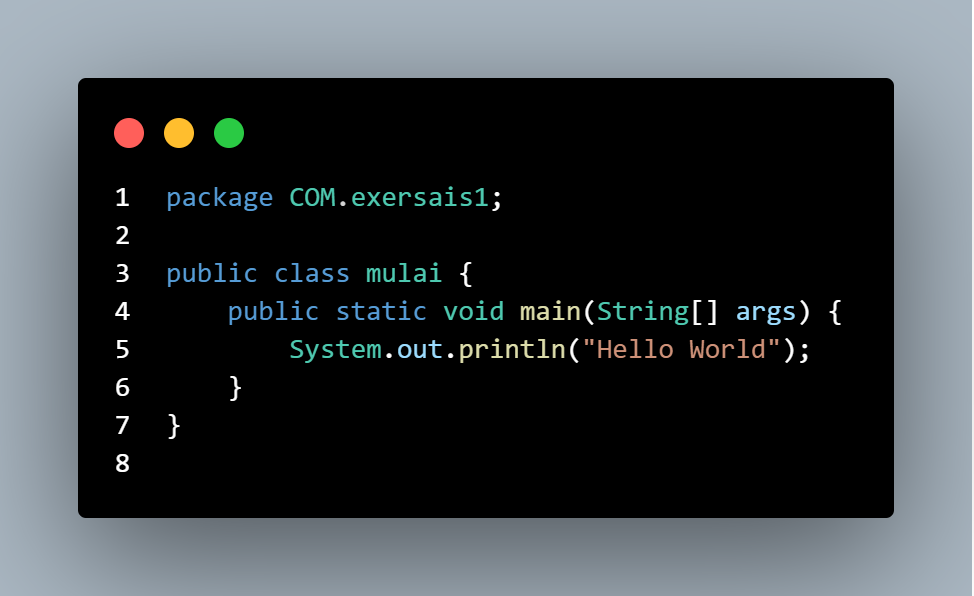 1 package COM.exersais1;
2
3 public class mulai {
4     public static void main(String[] args) {
5         System.out.println("Hello World");
6     }
7 }
8